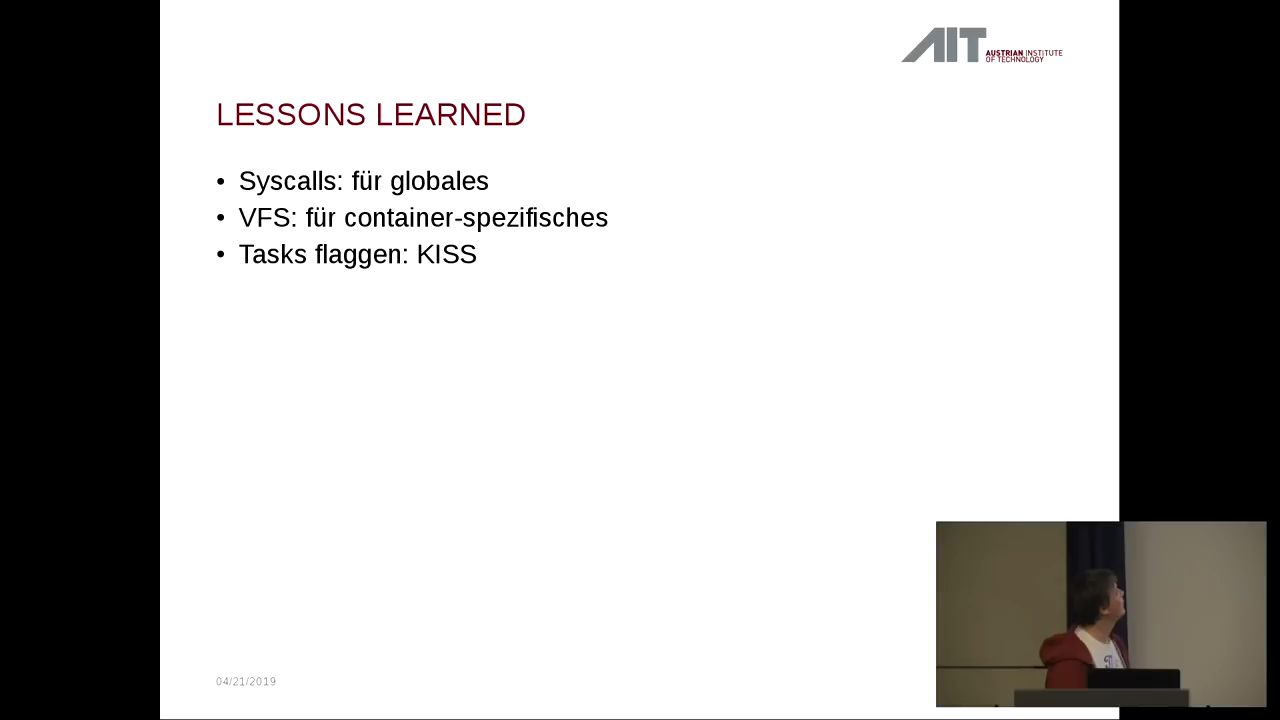 AIT AUSTRIAN INSTITUTE
OF TECHNOLOGY
LESSONS LEARNED
• Syscalls: für globales
• VFS: für container-spezifisches
• Tasks flaggen: KISS
04/21/2019